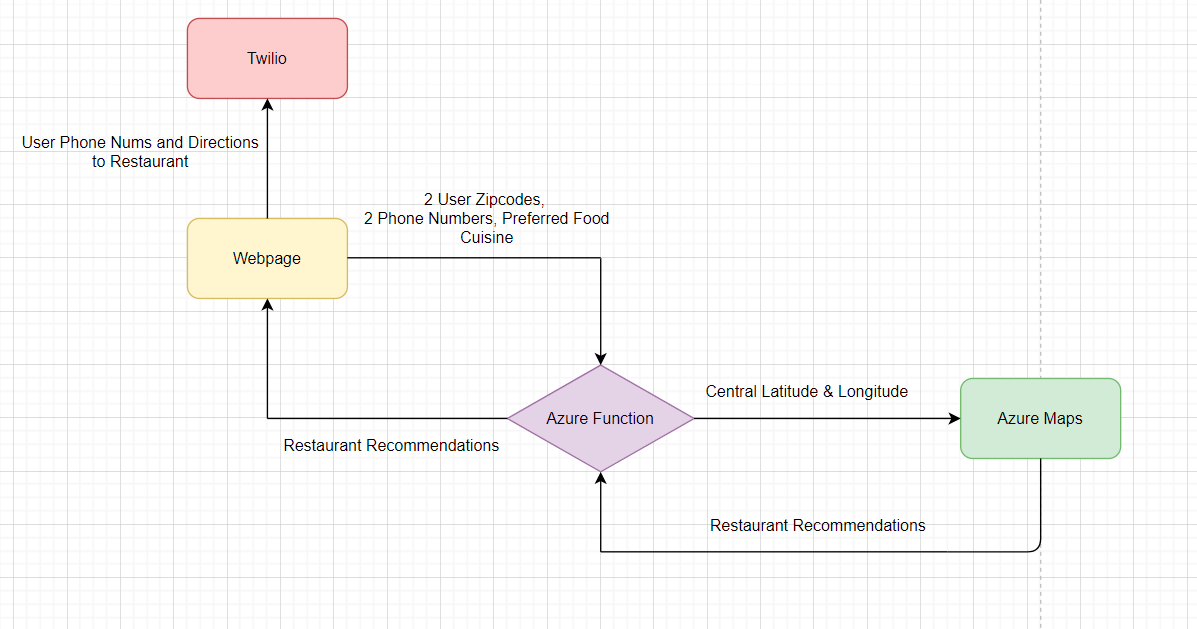 Twilio
User Phone Nums and Directions
to Restaurant
2 User Zipcodes,
2 Phone Numbers, Preferred Food
Cuisine
Webpage
Central Latitude & Longitude
Azure Function
Azure Maps
Restaurant Recommendations
Restaurant Recommendations